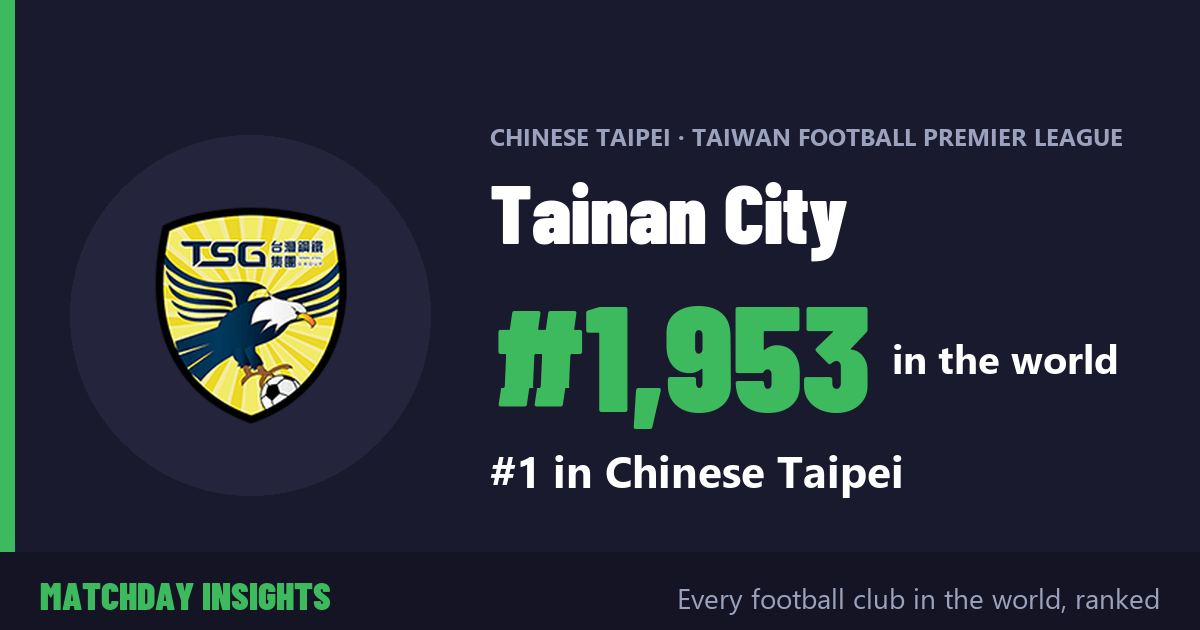 CHINESE TAIPEI · TAIWAN FOOTBALL PREMIER LEAGUE
Tainan City
#1,953 in the world
#1 in Chinese Taipei
TSG 台灣鋼鐵
集團
MATCHDAY INSIGHTS
Every football club in the world, ranked